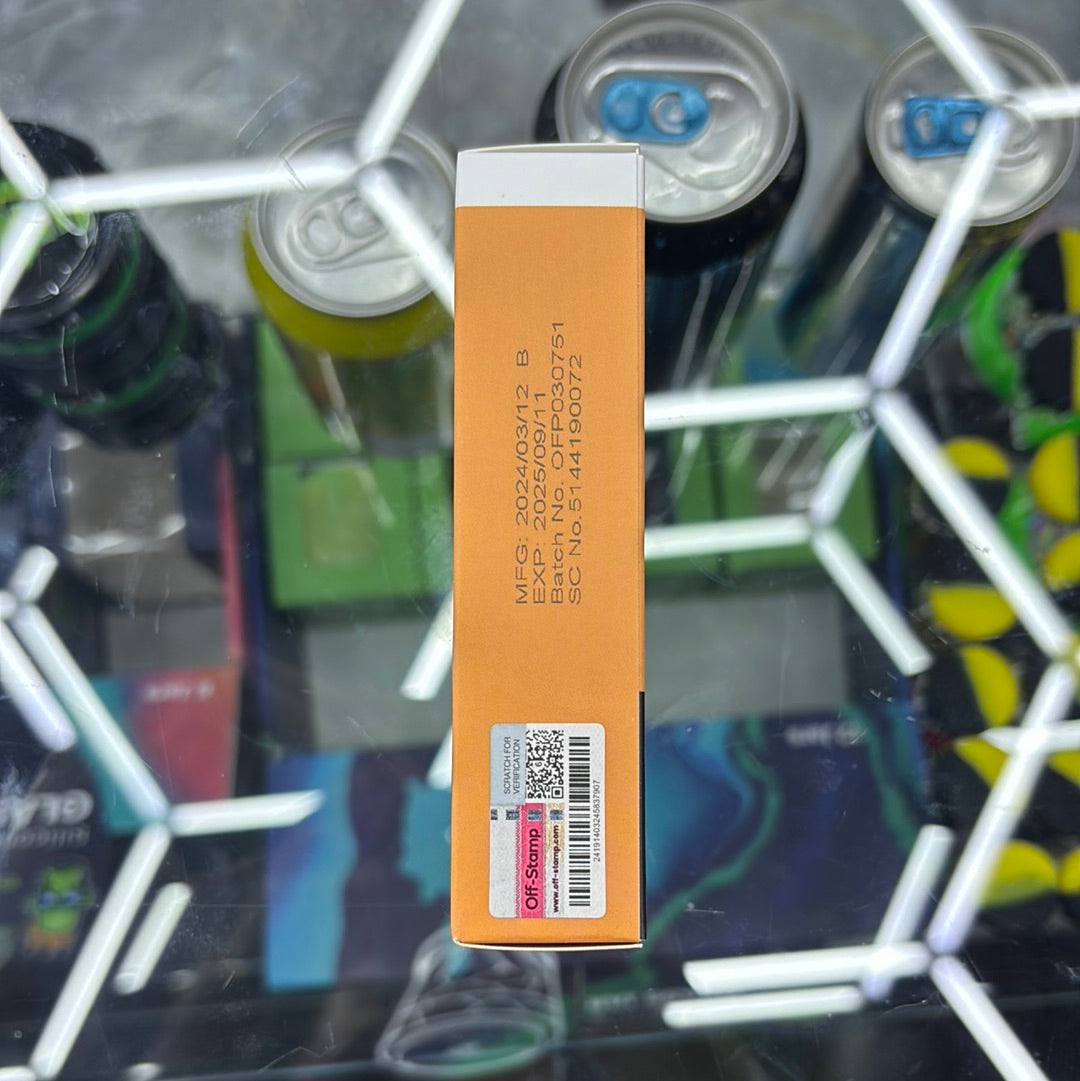 MFG: 2024/03/12 B
EXP: 2025/09/11
Batch No. OFP030751
SC No.5144190072
SCRATCH FOR
VERIFICATION
Off-Stamp
www.off-stamp.com
2419140324583790​7